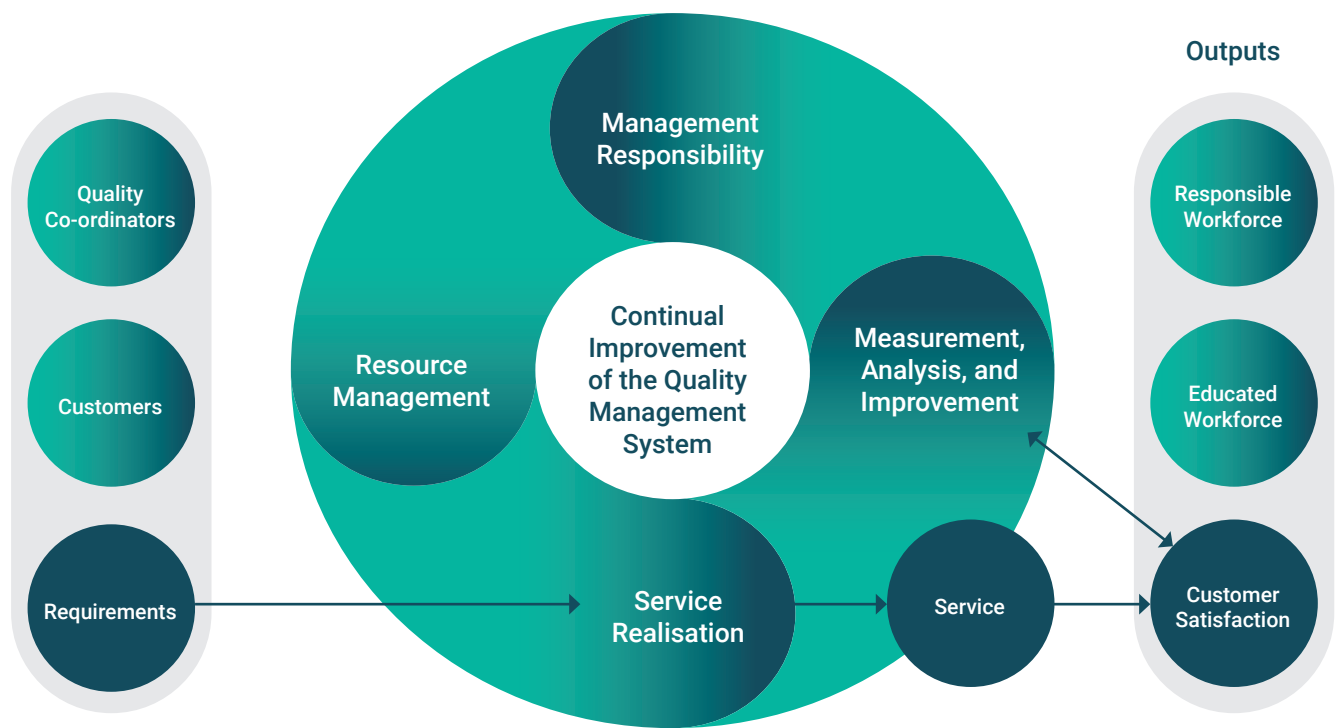 Quality
Co-ordinators
Customers
Requirements
Management
Responsibility
Resource
Management
Continual
Improvement
of the Quality
Management
System
Measurement,
Analysis, and
Improvement
Service
Realisation
Service
Outputs
Responsible
Workforce
Educated
Workforce
Customer
Satisfaction